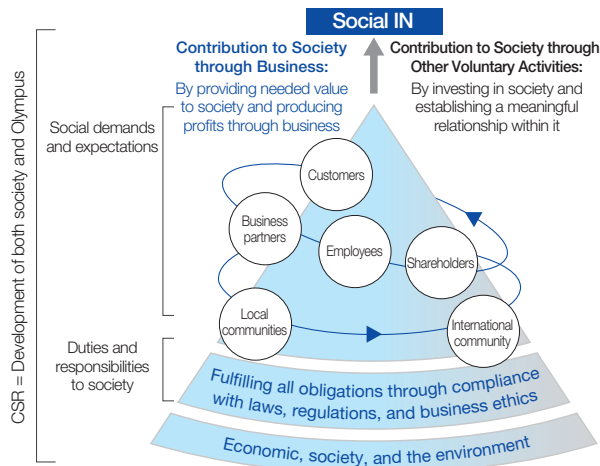 Social IN
Contribution to Society
through Business:
By providing needed value
to society and producing
profits through business
Contribution to Society through
Other Voluntary Activities:
By investing in society and
establishing a meaningful
relationship within it
CSR = Development of both society and Olympus
Social demands
and expectations
Customers
Business
partners
Employees
Shareholders
Local
communities
International
community
Duties and
responsibilities
to society
Fulfilling all obligations through compliance
with laws, regulations, and business ethics
Economic, society, and the environment